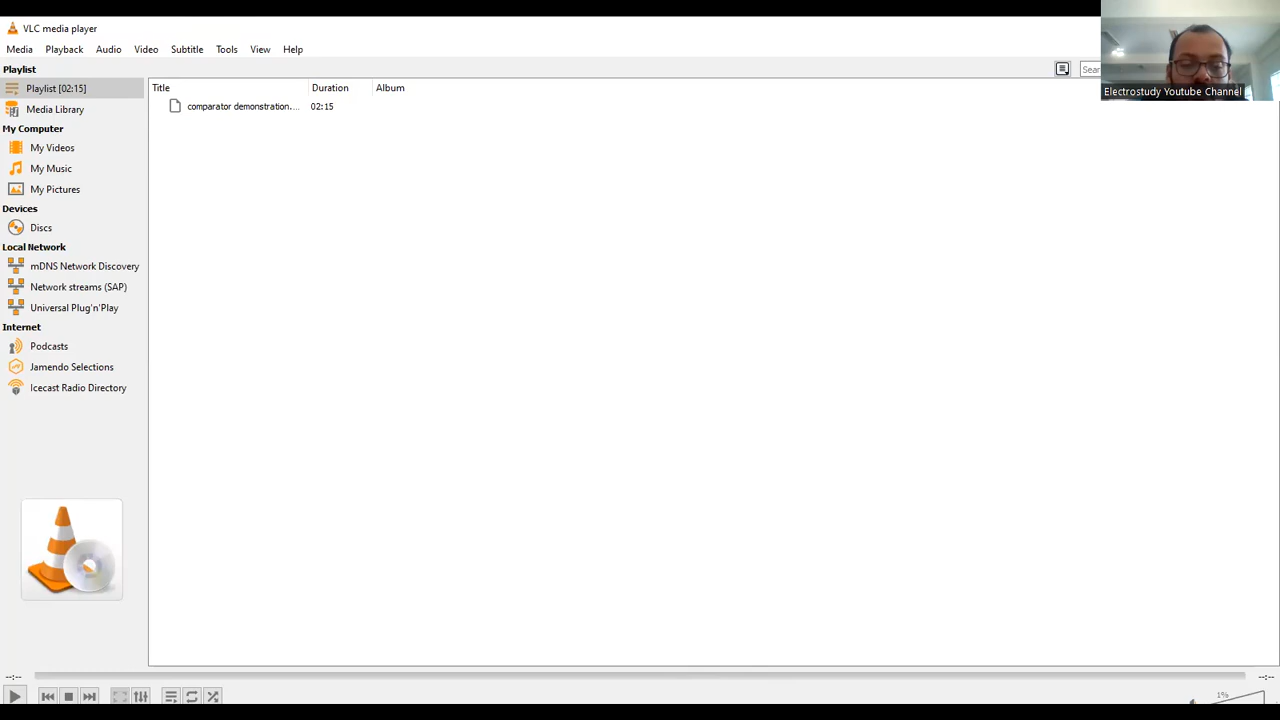 VLC media player
Media Playback Audio Video Subtitle Tools View Help
Playlist
Sear
Electrostudy Youtube Channel
Playlist [02:15]
Title Duration Album
comparator demonstration.... 02:15
Media Library
My Computer
My Videos
My Music
My Pictures
Devices
Discs
Local Network
mDNS Network Discovery
Network streams (SAP)
Universal Plug'n'Play
Internet
Podcasts
Jamendo Selections
Icecast Radio Directory
--:-- --:--
1%